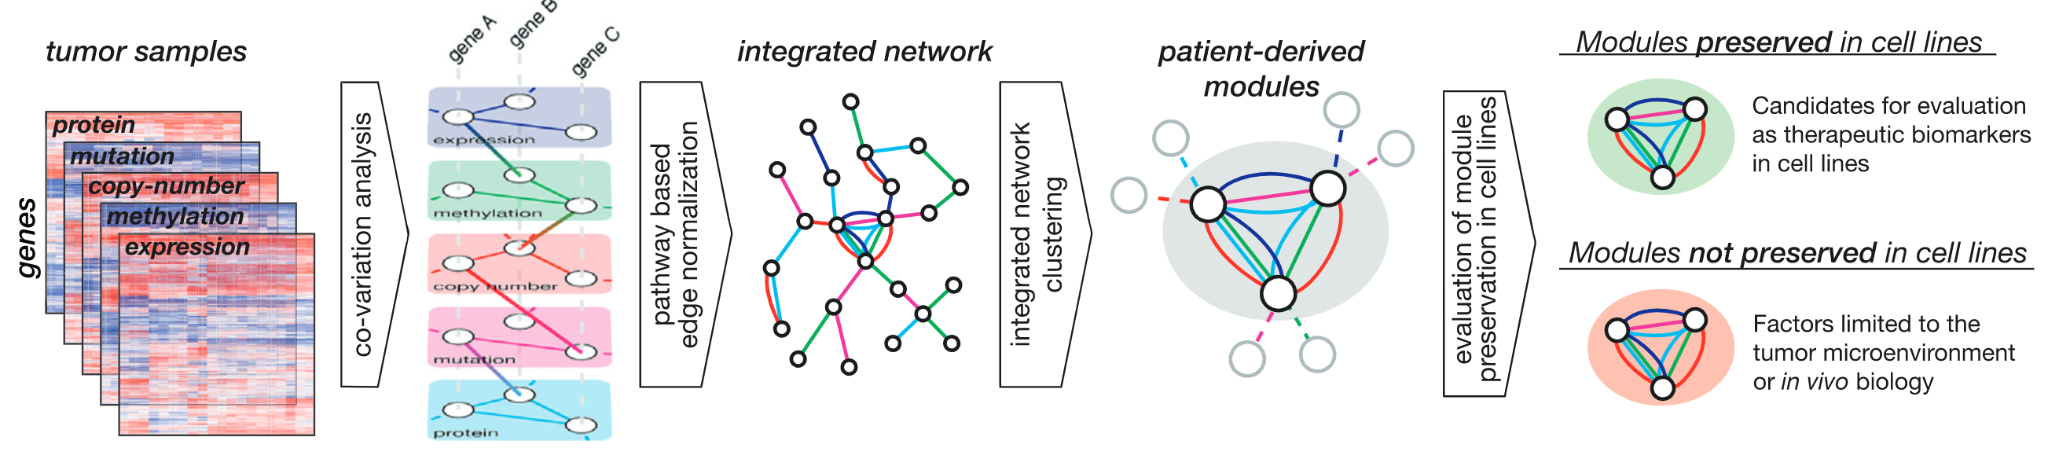 tumor samples
genes
protein
mutation
copy-number
methylation
expression
co-variation analysis
gene A
gene B
gene C
expression
methylation
copy number
mutation
protein
pathway based
edge normalization
integrated network
integrated network
clustering
patient-derived
modules
evaluation of module
preservation in cell lines
Modules preserved in cell lines
Candidates for evaluation
as therapeutic biomarkers
in cell lines
Modules not preserved in cell lines
Factors limited to the
tumor microenvironment
or in vivo biology